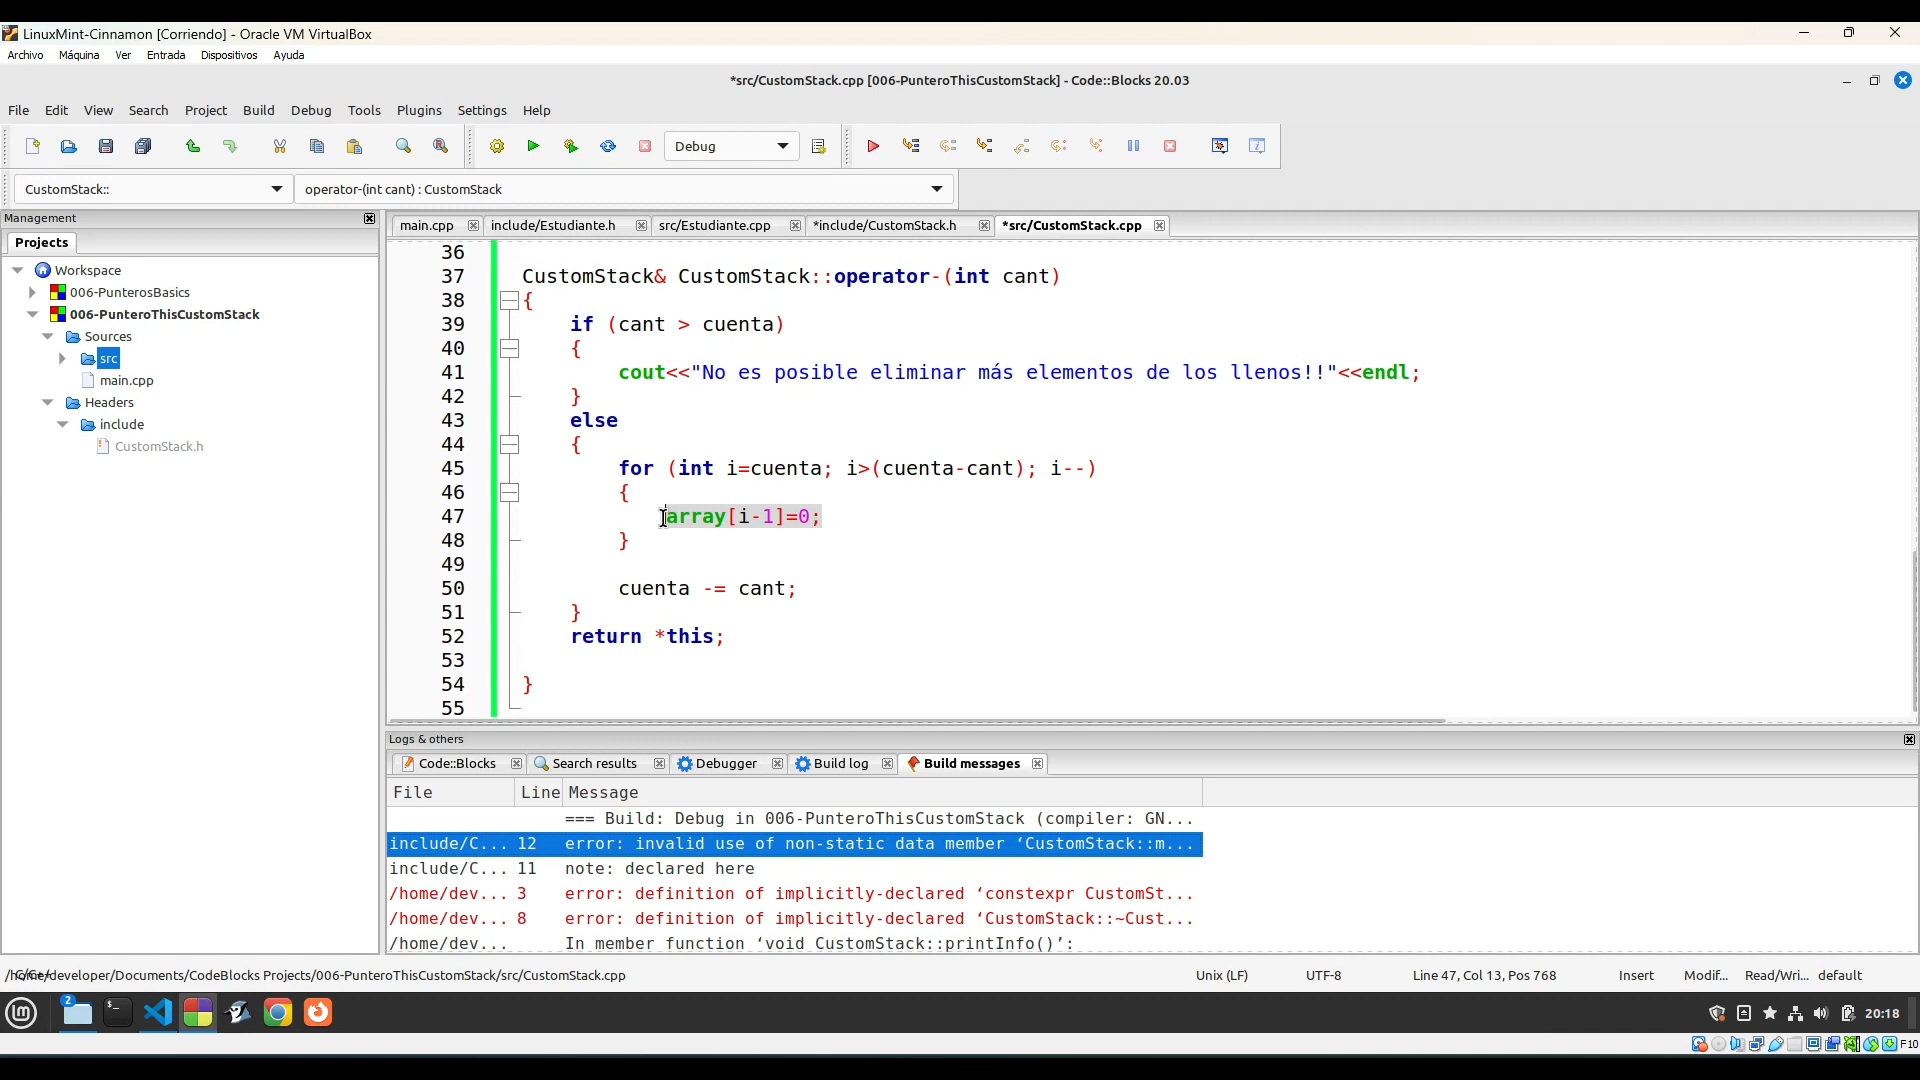 LinuxMint-Cinnamon [Corriendo] - Oracle VM VirtualBox
Archivo Máquina Ver Entrada Dispositivos Ayuda
*src/CustomStack.cpp [006-PunteroThisCustomStack] - Code::Blocks 20.03
File Edit View Search Project Build Debug Tools Plugins Settings Help
Debug
CustomStack:: operator-(int cant) : CustomStack
Management
Projects
Workspace
006-PunterosBasics
006-PunteroThisCustomStack
Sources
src
main.cpp
Headers
include
CustomStack.h
main.cpp include/Estudiante.h src/Estudiante.cpp *include/CustomStack.h *src/CustomStack.cpp
36
37 CustomStack& CustomStack::operator-(int cant)
38 {
39 if (cant > cuenta)
40 {
41 cout<<"No es posible eliminar más elementos de los llenos!!"<<endl;
42 }
43 else
44 {
45 for (int i=cuenta; i>(cuenta-cant); i--)
46 {
47 array[i-1]=0;
48 }
49
50 cuenta -= cant;
51 }
52 return *this;
53
54 }
55
Logs & others
Code::Blocks Search results Debugger Build log Build messages
File Line Message
=== Build: Debug in 006-PunteroThisCustomStack (compiler: GN...
include/C... 12 error: invalid use of non-static data member ‘CustomStack::m...
include/C... 11 note: declared here
/home/dev... 3 error: definition of implicitly-declared ‘constexpr CustomSt...
/home/dev... 8 error: definition of implicitly-declared ‘CustomStack::~Cust...
/home/dev... In member function ‘void CustomStack::printInfo()’:
developer/Documents/CodeBlocks Projects/006-PunteroThisCustomStack/src/CustomStack.cpp Unix (LF) UTF-8 Line 47, Col 13, Pos 768 Insert Modif... Read/Wri... default
2
20:18
F10